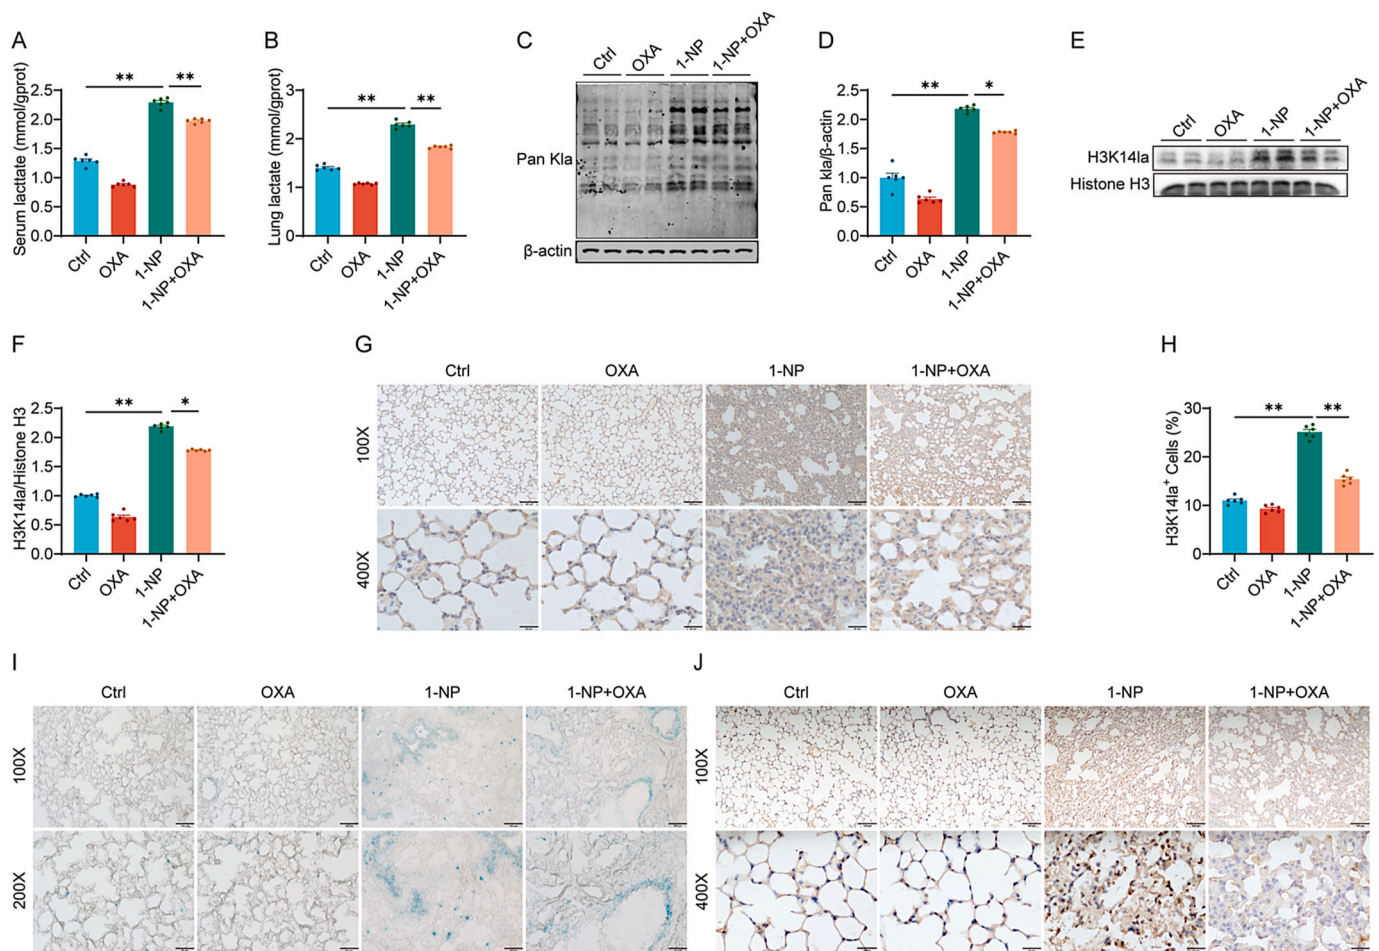 A
Serum lactate (mmol/gprot)
2.5
2.0
1.5
1.0
0.5
0.0
**
**
Ctrl
OXA
1-NP
1-NP+OXA
B
Lung lactate (mmol/gprot)
3
2
1
0
**
**
Ctrl
OXA
1-NP
1-NP+OXA
C
Ctrl
OXA
1-NP
1-NP+OXA
Pan Kla
β-actin
D
Pan kla/β-actin
2.5
2.0
1.5
1.0
0.5
0.0
**
*
Ctrl
OXA
1-NP
1-NP+OXA
E
Ctrl
OXA
1-NP
1-NP+OXA
H3K14la
Histone H3
F
H3K14la/Histone H3
2.5
2.0
1.5
1.0
0.5
0.0
**
*
Ctrl
OXA
1-NP
1-NP+OXA
G
Ctrl
OXA
1-NP
1-NP+OXA
100X
400X
H
H3K14la+ Cells (%)
30
20
10
0
**
**
Ctrl
OXA
1-NP
1-NP+OXA
I
Ctrl
OXA
1-NP
1-NP+OXA
100X
200X
J
Ctrl
OXA
1-NP
1-NP+OXA
100X
400X